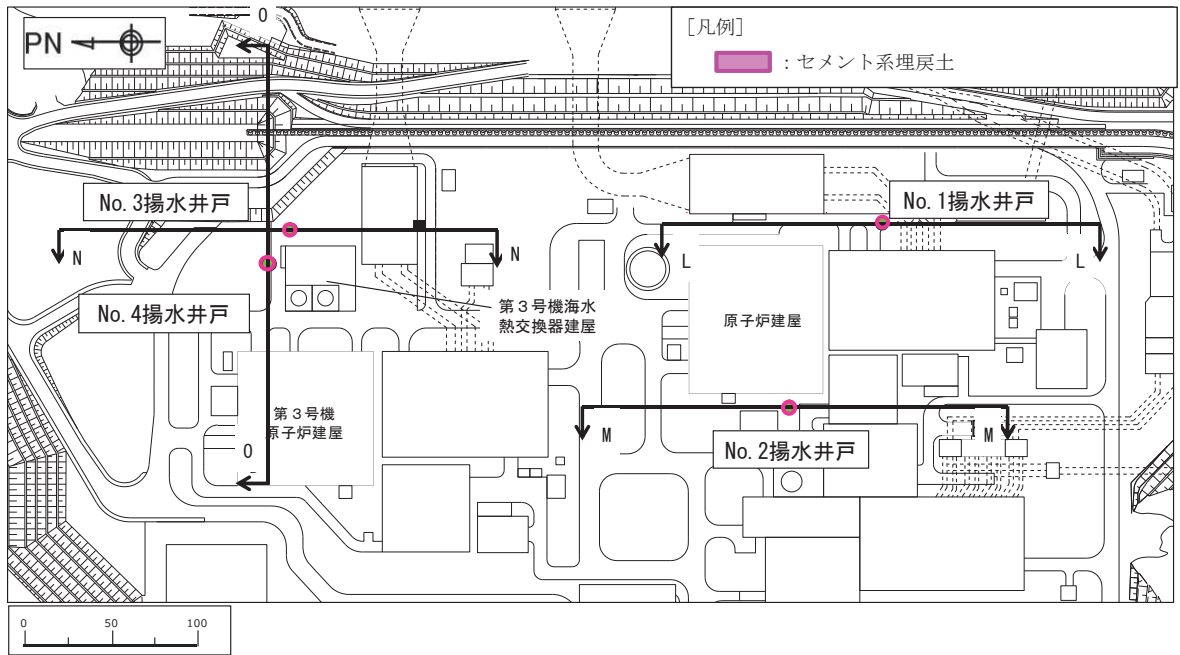 O
PN
[凡例]
：セメント系埋戻土
No.3揚水井戸
No.1揚水井戸
N
N
L
L
No.4揚水井戸
第３号機海水
熱交換器建屋
原子炉建屋
第３号機
原子炉建屋
O
M
M
No.2揚水井戸
0 50 100